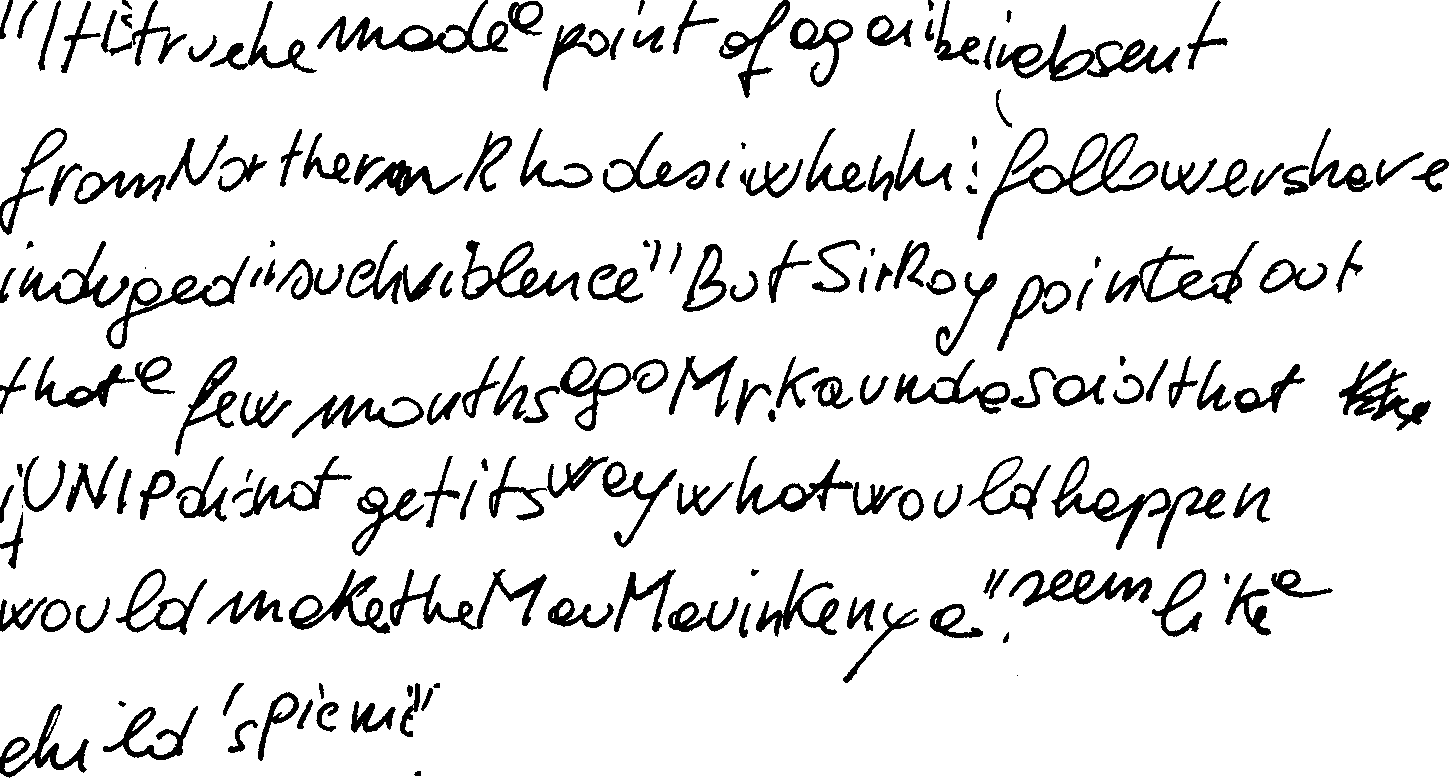 "It is true he made a point of again being absent
from Northern Rhodesia when his followers have
induged in such violence" But Sir Roy pointed out
that a few months ago Mr. Kaunda said that
if UNIP did not get its way what would happen
would make the Mau Mau in Kenya "seem like a
child's picnic".